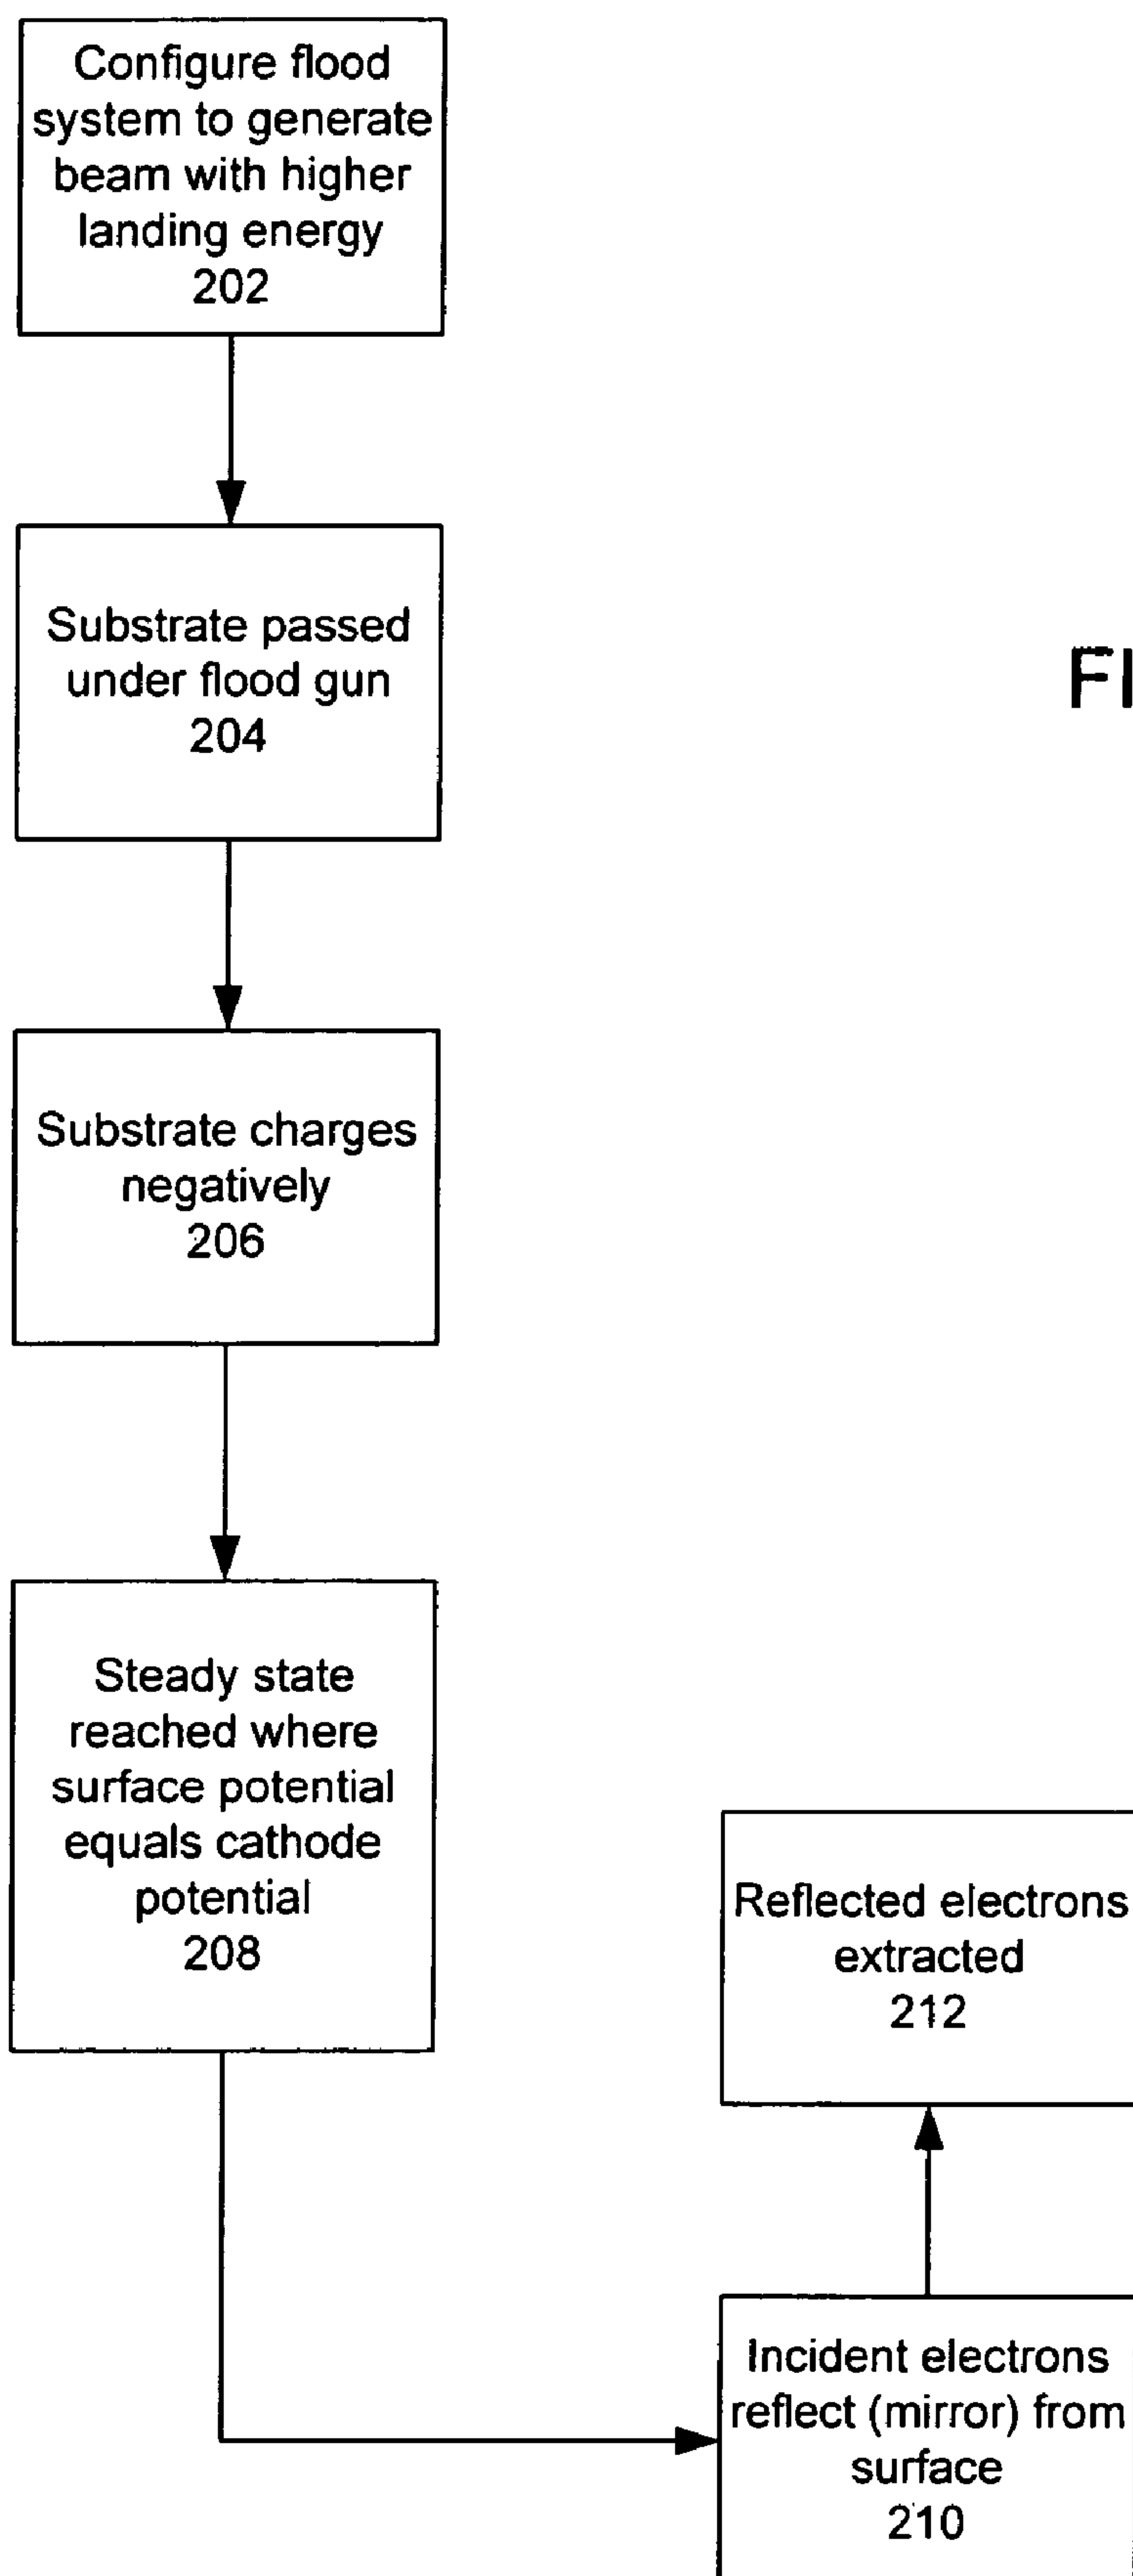 Configure flood
system to generate
beam with higher
landing energy
202
Substrate passed
under flood gun
204
FI
Substrate charges
negatively
206
Steady state
reached where
surface potential
equals cathode
potential
208
Reflected electrons
extracted
212
Incident electrons
reflect (mirror) from
surface
210